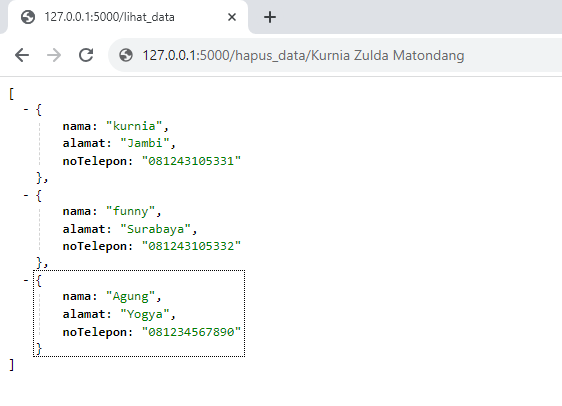 127.0.0.1:5000/lihat_data
127.0.0.1:5000/hapus_data/Kurnia Zulda Matondang
[
- {
nama: "kurnia",
alamat: "Jambi",
noTelepon: "081243105331"
},
- {
nama: "funny",
alamat: "Surabaya",
noTelepon: "081243105332"
},
- {
nama: "Agung",
alamat: "Yogya",
noTelepon: "081234567890"
}
]